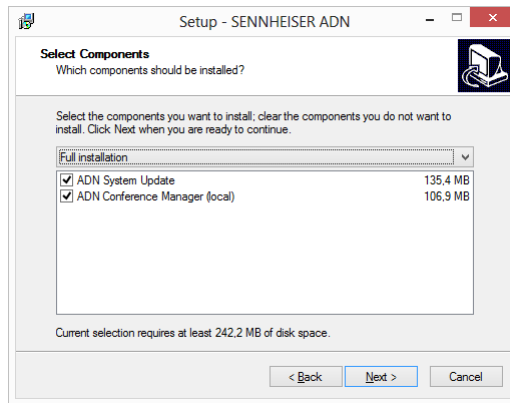 Setup - SENNHEISER ADN
Select Components
Which components should be installed?
Select the components you want to install; clear the components you do not want to
install. Click Next when you are ready to continue.
Full installation
ADN System Update 135,4 MB
ADN Conference Manager (local) 106,9 MB
Current selection requires at least 242,2 MB of disk space.
< Back Next > Cancel